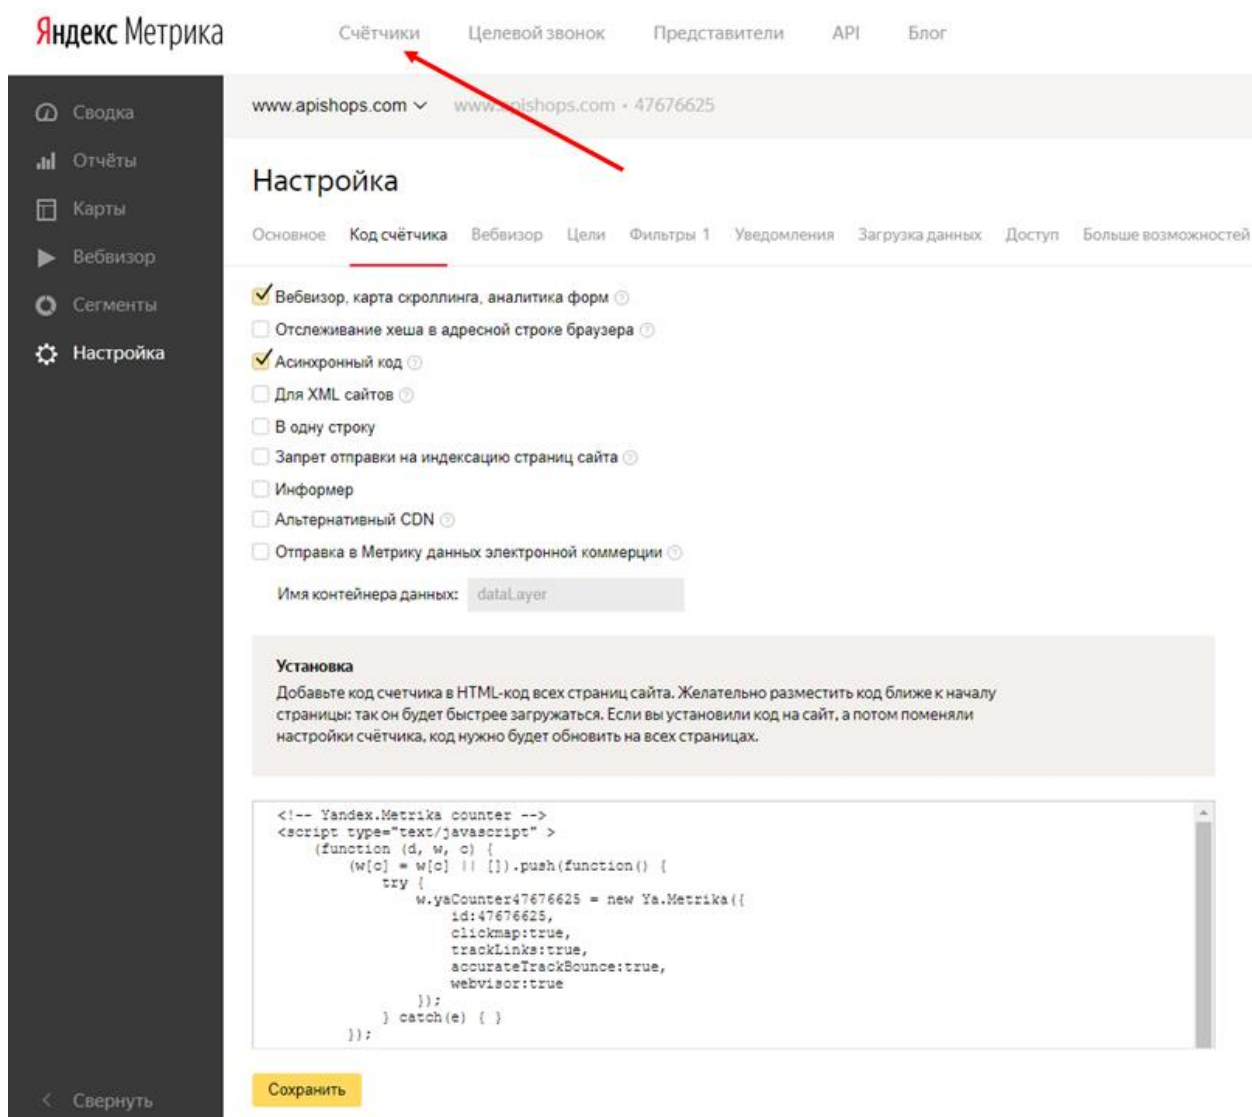 Яндекс Метрика
Счётчики Целевой звонок Представители API Блог
Сводка
Отчёты
Карты
Вебвизор
Сегменты
Настройка
Свернуть
www.apishops.com www.apishops.com • 47676625
Настройка
Основное Код счётчика Вебвизор Цели Фильтры 1 Уведомления Загрузка данных Доступ Больше возможностей
Вебвизор, карта скроллинга, аналитика форм ?
Отслеживание хеша в адресной строке браузера ?
Асинхронный код ?
Для XML сайтов ?
В одну строку
Запрет отправки на индексацию страниц сайта ?
Информер
Альтернативный CDN ?
Отправка в Метрику данных электронной коммерции ?
Имя контейнера данных: dataLayer
Установка
Добавьте код счетчика в HTML-код всех страниц сайта. Желательно разместить код ближе к началу
страницы: так он будет быстрее загружаться. Если вы установили код на сайт, а потом поменяли
настройки счётчика, код нужно будет обновить на всех страницах.
<!-- Yandex.Metrika counter -->
<script type="text/javascript" >
(function (d, w, c) {
(w[c] = w[c] || []).push(function() {
try {
w.yaCounter47676625 = new Ya.Metrika({
id:47676625,
clickmap:true,
trackLinks:true,
accurateTrackBounce:true,
webvisor:true
});
} catch(e) { }
});
Сохранить